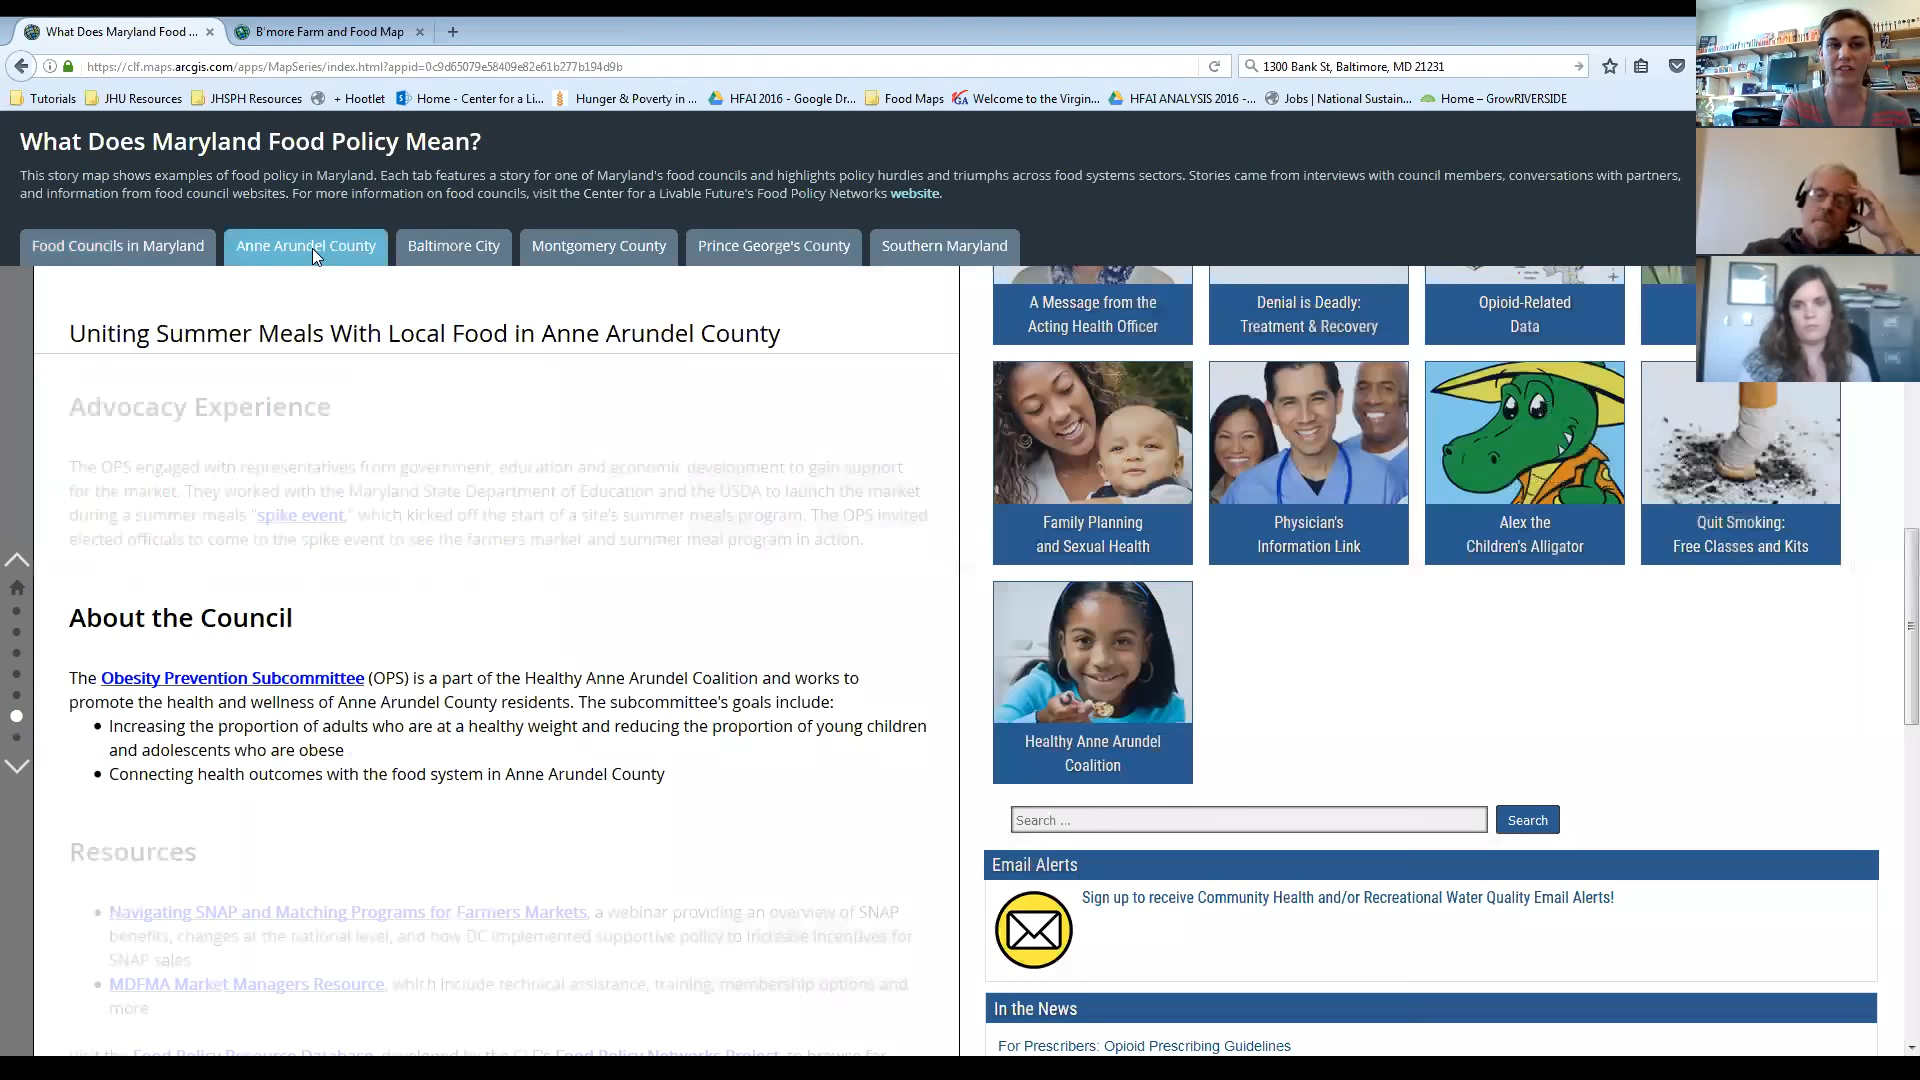 What Does Maryland Food ...
B'more Farm and Food Map
https://clf.maps.arcgis.com/apps/MapSeries/index.html?appid=0c9d65079e58409e82e61b277b194d9b
1300 Bank St, Baltimore, MD 21231
Tutorials
JHU Resources
JHSPH Resources
+ Hootlet
Home - Center for a Li...
Hunger & Poverty in ...
HFAI 2016 - Google Dr...
Food Maps
Welcome to the Virgin...
HFAI ANALYSIS 2016 -...
Jobs | National Sustain...
Home – GrowRIVERSIDE
What Does Maryland Food Policy Mean?
This story map shows examples of food policy in Maryland. Each tab features a story for one of Maryland's food councils and highlights policy hurdles and triumphs across food systems sectors. Stories came from interviews with council members, conversations with partners,
and information from food council websites. For more information on food councils, visit the Center for a Livable Future's Food Policy Networks website.
Food Councils in Maryland
Anne Arundel County
Baltimore City
Montgomery County
Prince George's County
Southern Maryland
Uniting Summer Meals With Local Food in Anne Arundel County
Advocacy Experience
The OPS engaged with representatives from government, education and economic development to gain support
for the market. They worked with the Maryland State Department of Education and the USDA to launch the market
during a summer meals "spike event," which kicked off the start of a site's summer meals program. The OPS invited
elected officials to come to the spike event to see the farmers market and summer meal program in action.
About the Council
The Obesity Prevention Subcommittee (OPS) is a part of the Healthy Anne Arundel Coalition and works to
promote the health and wellness of Anne Arundel County residents. The subcommittee's goals include:
Increasing the proportion of adults who are at a healthy weight and reducing the proportion of young children
and adolescents who are obese
Connecting health outcomes with the food system in Anne Arundel County
Resources
Navigating SNAP and Matching Programs for Farmers Markets, a webinar providing an overview of SNAP
benefits, changes at the national level, and how DC implemented supportive policy to increase incentives for
SNAP sales
MDFMA Market Managers Resource, which include technical assistance, training, membership options and
more
Visit the Food Policy Resource Database, developed by the CLF's Food Policy Networks Project, to browse for
A Message from the
Acting Health Officer
Denial is Deadly:
Treatment & Recovery
Opioid-Related
Data
Family Planning
and Sexual Health
Physician's
Information Link
Alex the
Children's Alligator
Quit Smoking:
Free Classes and Kits
Healthy Anne Arundel
Coalition
Search ...
Search
Email Alerts
Sign up to receive Community Health and/or Recreational Water Quality Email Alerts!
In the News
For Prescribers: Opioid Prescribing Guidelines